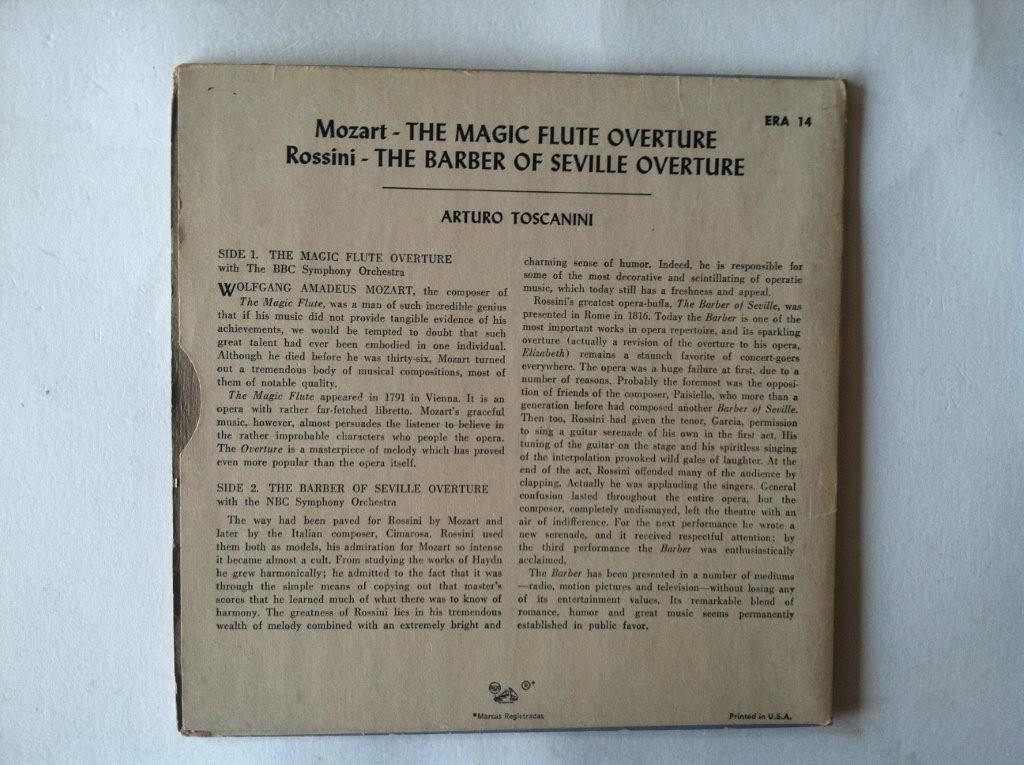 ERA 14
Mozart - THE MAGIC FLUTE OVERTURE
Rossini - THE BARBER OF SEVILLE OVERTURE
ARTURO TOSCANINI
SIDE 1. THE MAGIC FLUTE OVERTURE
with The BBC Symphony Orchestra
WOLFGANG AMADEUS MOZART, the composer of
The Magic Flute, was a man of such incredible genius
that if his music did not provide tangible evidence of his
achievements, we would be tempted to doubt that such
great talent had ever been embodied in one individual.
Although he died before he was thirty-six, Mozart turned
out a tremendous body of musical compositions, most of
them of notable quality.
The Magic Flute appeared in 1791 in Vienna. It is an
opera with rather far-fetched libretto. Mozart's graceful
music, however, almost persuades the listener to believe in
the rather improbable characters who people the opera.
The Overture is a masterpiece of melody which has proved
even more popular than the opera itself.
SIDE 2. THE BARBER OF SEVILLE OVERTURE
with the NBC Symphony Orchestra
The way had been paved for Rossini by Mozart and
later by the Italian composer, Cimarosa. Rossini used
them both as models, his admiration for Mozart so intense
it became almost a cult. From studying the works of Haydn
he grew harmonically; he admitted to the fact that it was
through the simple means of copying out that master's
scores that he learned much of what there was to know of
harmony. The greatness of Rossini lies in his tremendous
wealth of melody combined with an extremely bright and
charming sense of humor. Indeed, he is responsible for
some of the most decorative and scintillating of operatic
music, which today still has a freshness and appeal.
Rossini's greatest opera-buffa, The Barber of Seville, was
presented in Rome in 1816. Today the Barber is one of the
most important works in opera repertoire, and its sparkling
overture (actually a revision of the overture to his opera,
Elizabeth) remains a staunch favorite of concert-goers
everywhere. The opera was a huge failure at first, due to a
number of reasons. Probably the foremost was the opposi-
tion of friends of the composer, Paisiello, who more than a
generation before had composed another Barber of Seville.
Then too, Rossini had given the tenor, Garcia, permission
to sing a guitar serenade of his own in the first act. His
tuning of the guitar on the stage and his spiritless singing
of the interpolation provoked wild gales of laughter. At the
end of the act, Rossini offended many of the audience by
clapping. Actually he was applauding the singers. General
confusion lasted throughout the entire opera, but the
composer, completely undismayed, left the theatre with an
air of indifference. For the next performance he wrote a
new serenade, and it received respectful attention; by
the third performance the Barber was enthusiastically
acclaimed.
The Barber has been presented in a number of mediums
—radio, motion pictures and television—without losing any
of its entertainment values. Its remarkable blend of
romance, humor and great music seems permanently
established in public favor.
RCA ®*
*Marcas Registradas
Printed in U.S.A.